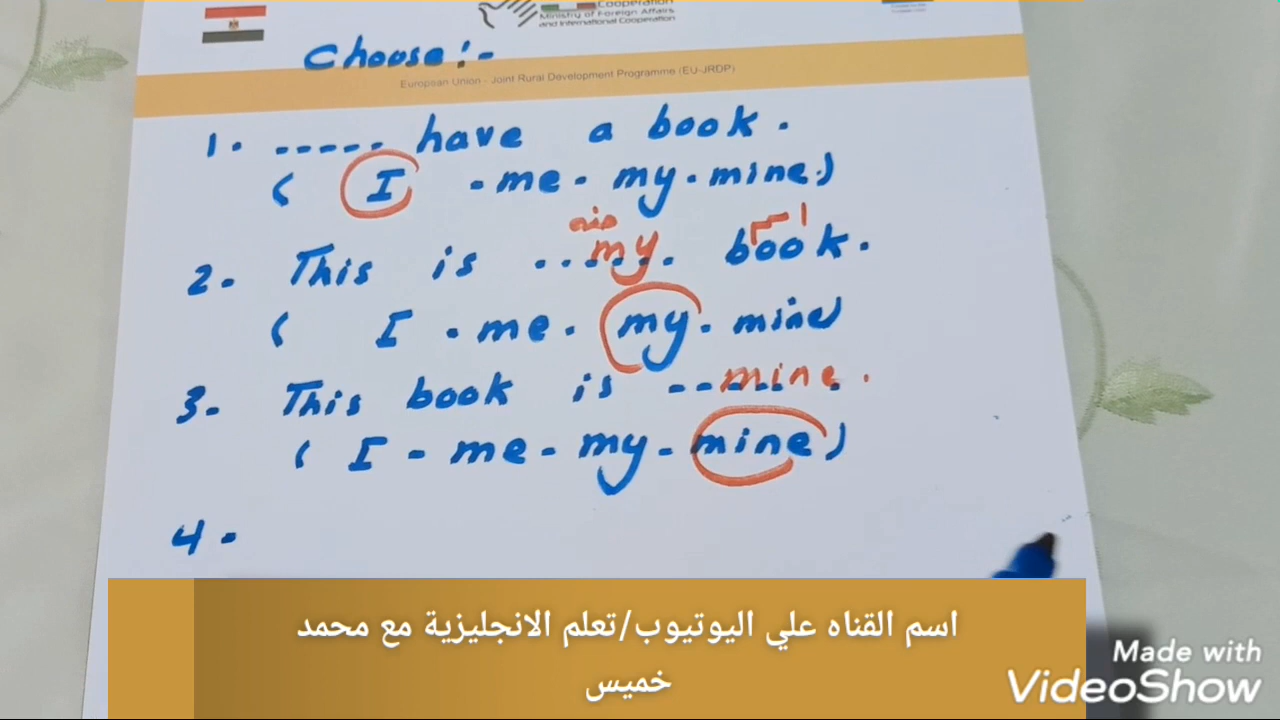 Cooperation
Ministry of Foreign Affairs
and International Cooperation
Choose :-
European Union - Joint Rural Development Programme (EU-JRDP)
1. ..... have a book.
( I - me - my - mine )
2- This is ...my... book.
( I - me - my - mine )
3- This book is ---mine.
( I - me - my - mine )
4-
اسم القناه علي اليوتيوب/تعلم الانجليزية مع محمد
خميس
Made with
VideoShow